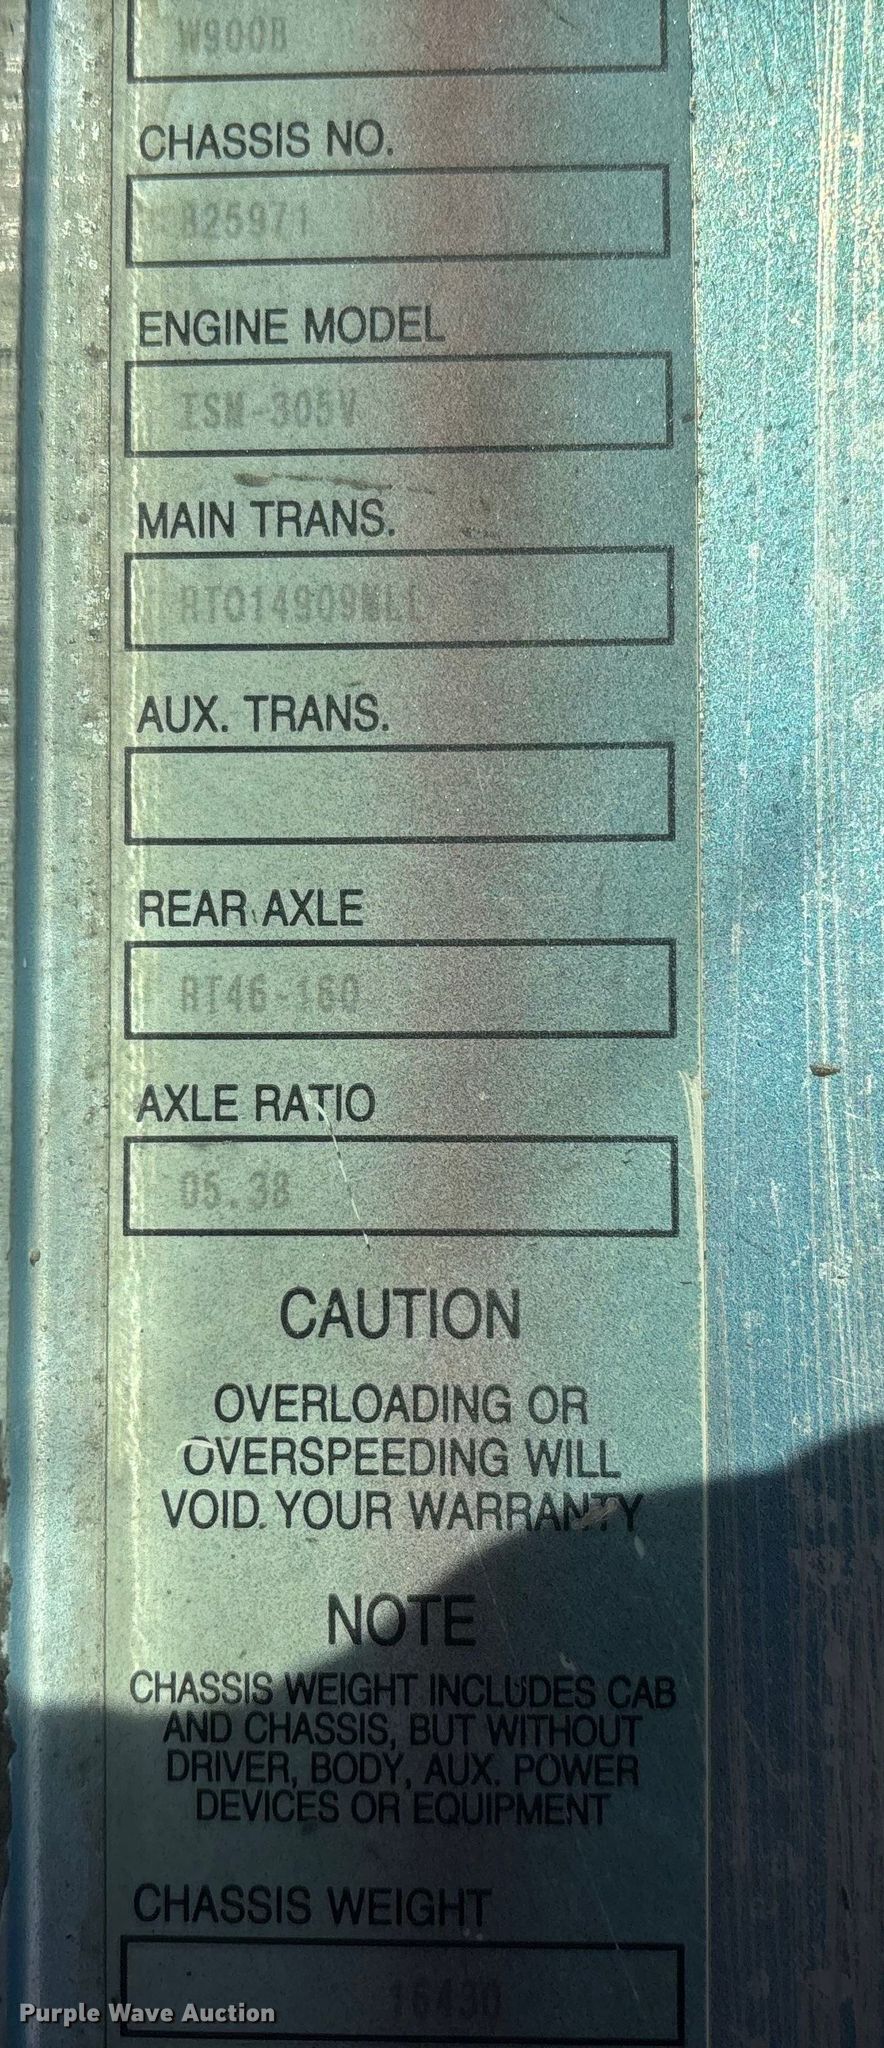 W900B
CHASSIS NO.
R25971
ENGINE MODEL
ISM-305V
MAIN TRANS.
RTO14909MLL
AUX. TRANS.
REAR AXLE
RT46-160
AXLE RATIO
05.38
CAUTION
OVERLOADING OR
OVERSPEEDING WILL
VOID YOUR WARRANTY
NOTE
CHASSIS WEIGHT INCLUDES CAB
AND CHASSIS, BUT WITHOUT
DRIVER, BODY, AUX. POWER
DEVICES OR EQUIPMENT
CHASSIS WEIGHT
Purple Wave Auction